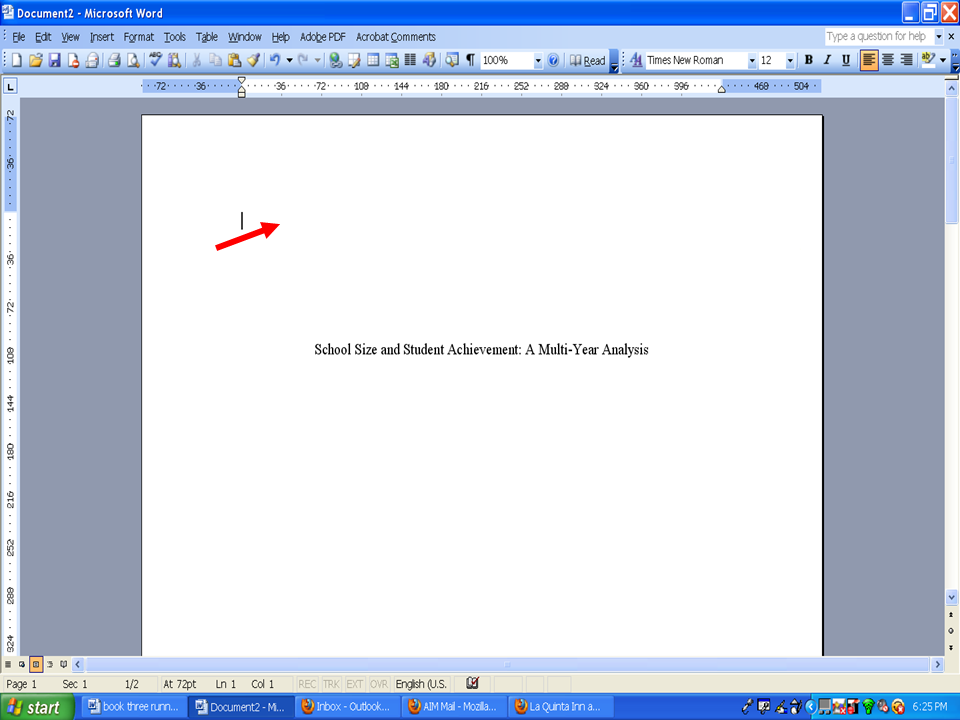 Document2 - Microsoft Word
File Edit View Insert Format Tools Table Window Help Adobe PDF Acrobat Comments Type a question for help
100% Read Times New Roman 12 B I U
72 36 36 72 108 144 180 216 252 288 324 360 396 468 504
72
36
36
72
108
144
180
216
252
288
324
School Size and Student Achievement: A Multi-Year Analysis
Page 1 Sec 1 1/2 At 72pt Ln 1 Col 1 REC TRK EXT OVR English (U.S.
start book three runn... Document2 - Mi... Inbox - Outlook... AIM Mail - Mozilla... La Quinta Inn a... 6:25 PM